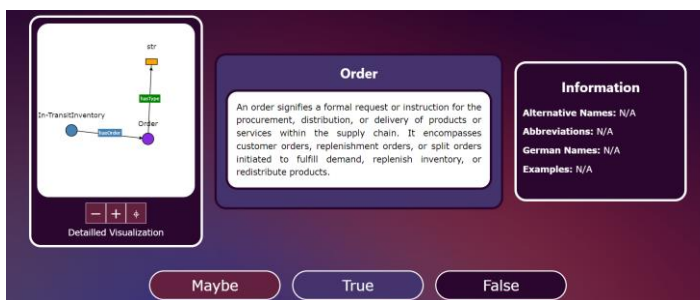 str
hasType
In-TransitInventory
Order
hasOrder
Detailled Visualization
Order
An order signifies a formal request or instruction for the
procurement, distribution, or delivery of products or
services within the supply chain. It encompasses
customer orders, replenishment orders, or split orders
initiated to fulfill demand, replenish inventory, or
redistribute products.
Information
Alternative Names: N/A
Abbreviations: N/A
German Names: N/A
Examples: N/A
Maybe
True
False